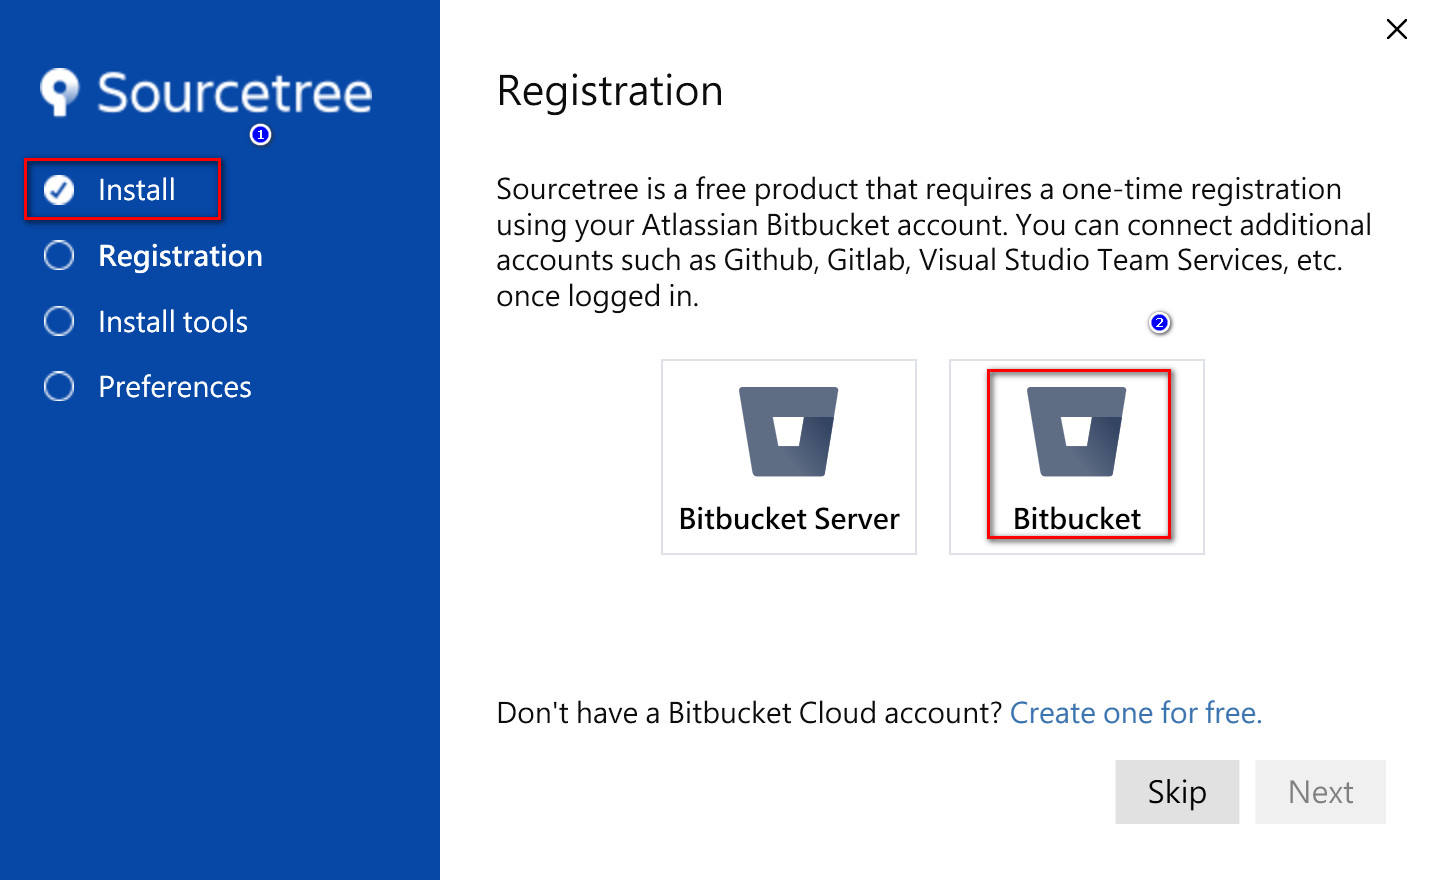 Sourcetree
1
Install
Registration
Install tools
Preferences
Registration
Sourcetree is a free product that requires a one-time registration
using your Atlassian Bitbucket account. You can connect additional
accounts such as Github, Gitlab, Visual Studio Team Services, etc.
once logged in.
2
Bitbucket Server
Bitbucket
Don't have a Bitbucket Cloud account? Create one for free.
Skip
Next